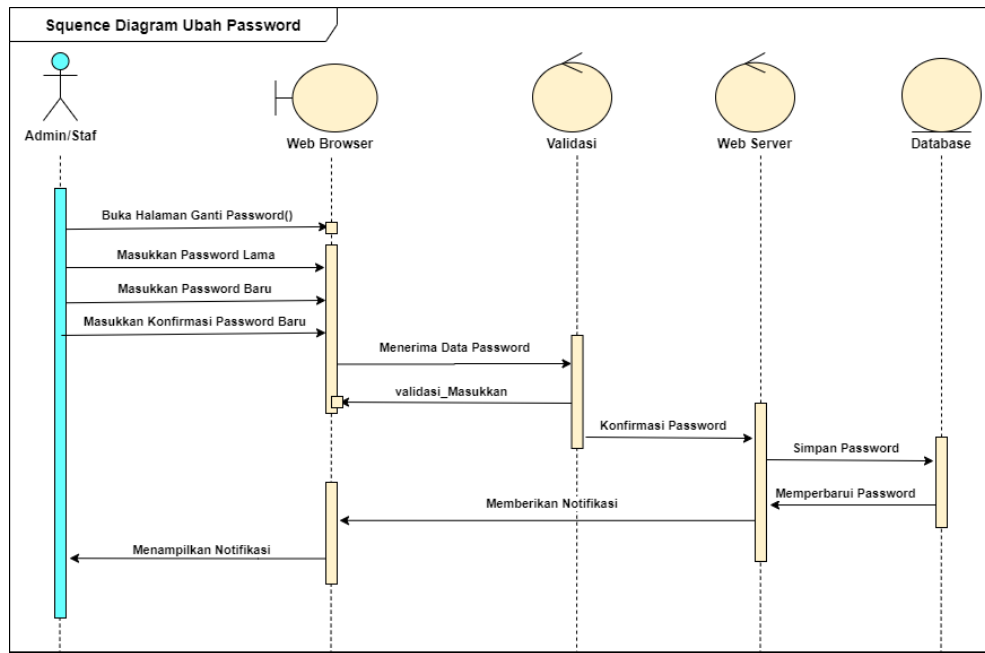 Squence Diagram Ubah Password
Admin/Staf
Web Browser
Validasi
Web Server
Database
Buka Halaman Ganti Password()
Masukkan Password Lama
Masukkan Password Baru
Masukkan Konfirmasi Password Baru
Menerima Data Password
validasi_Masukkan
Konfirmasi Password
Simpan Password
Memperbarui Password
Memberikan Notifikasi
Menampilkan Notifikasi